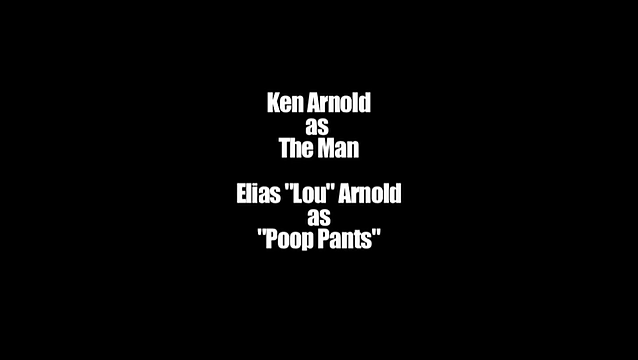 Ken Arnold
as
The Man
Elias "Lou" Arnold
as
"Poop Pants"